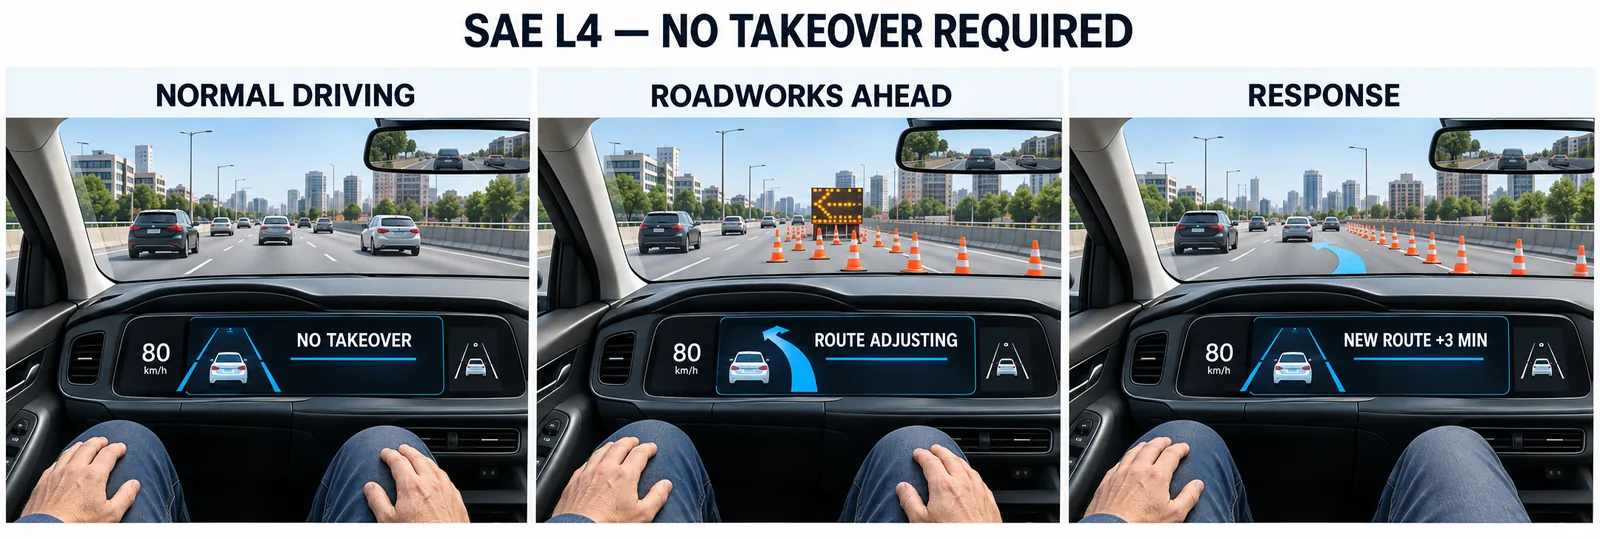 SAE L4 — NO TAKEOVER REQUIRED
NORMAL DRIVING
80
km/h
NO TAKEOVER
ROADWORKS AHEAD
80
km/h
ROUTE ADJUSTING
RESPONSE
80
km/h
NEW ROUTE +3 MIN